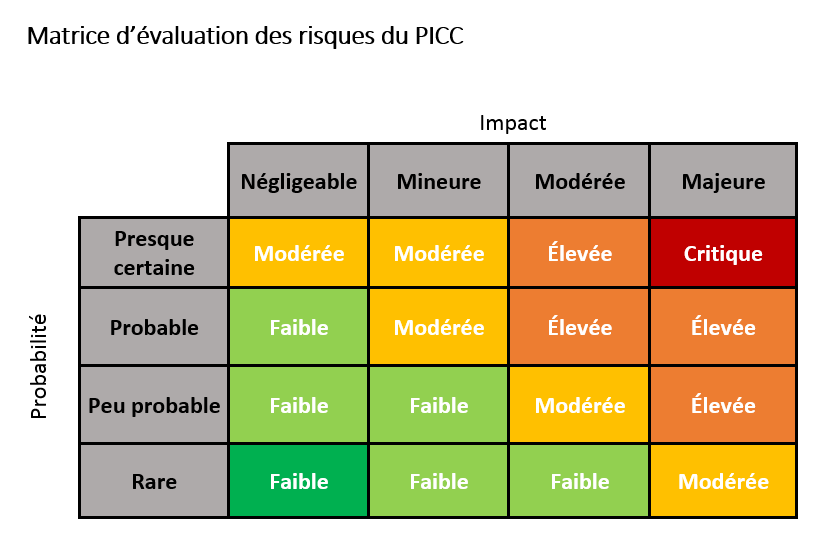 Matrice d’évaluation des risques du PICC
Impact
Négligeable Mineure Modérée Majeure
Presque
certaine
Modérée Modérée Élevée Critique
Probable Faible Modérée Élevée Élevée
Probabilité
Peu probable Faible Faible Modérée Élevée
Rare Faible Faible Faible Modérée